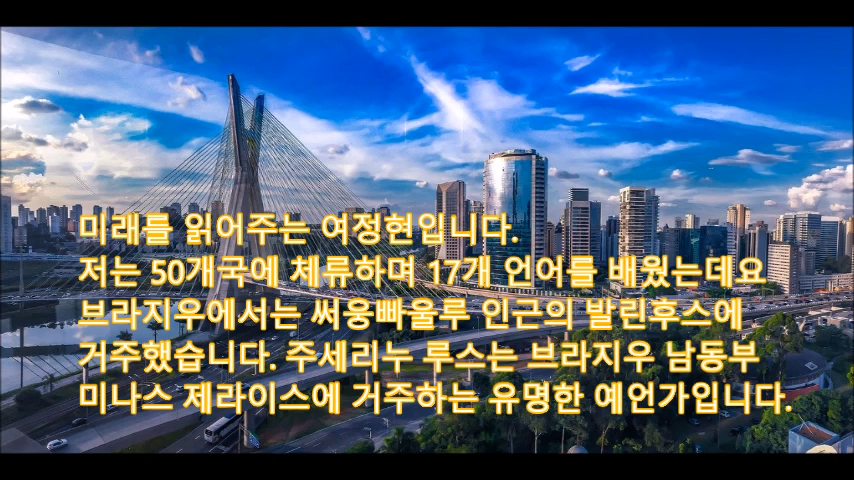 미래를 읽어주는 여정현입니다.
저는 50개국에 체류하며 17개 언어를 배웠는데요
브라지우에서는 써웅빠울루 인근의 발린후스에
거주했습니다. 주세리누 루스는 브라지우 남동부
미나스 제라이스에 거주하는 유명한 예언가입니다.